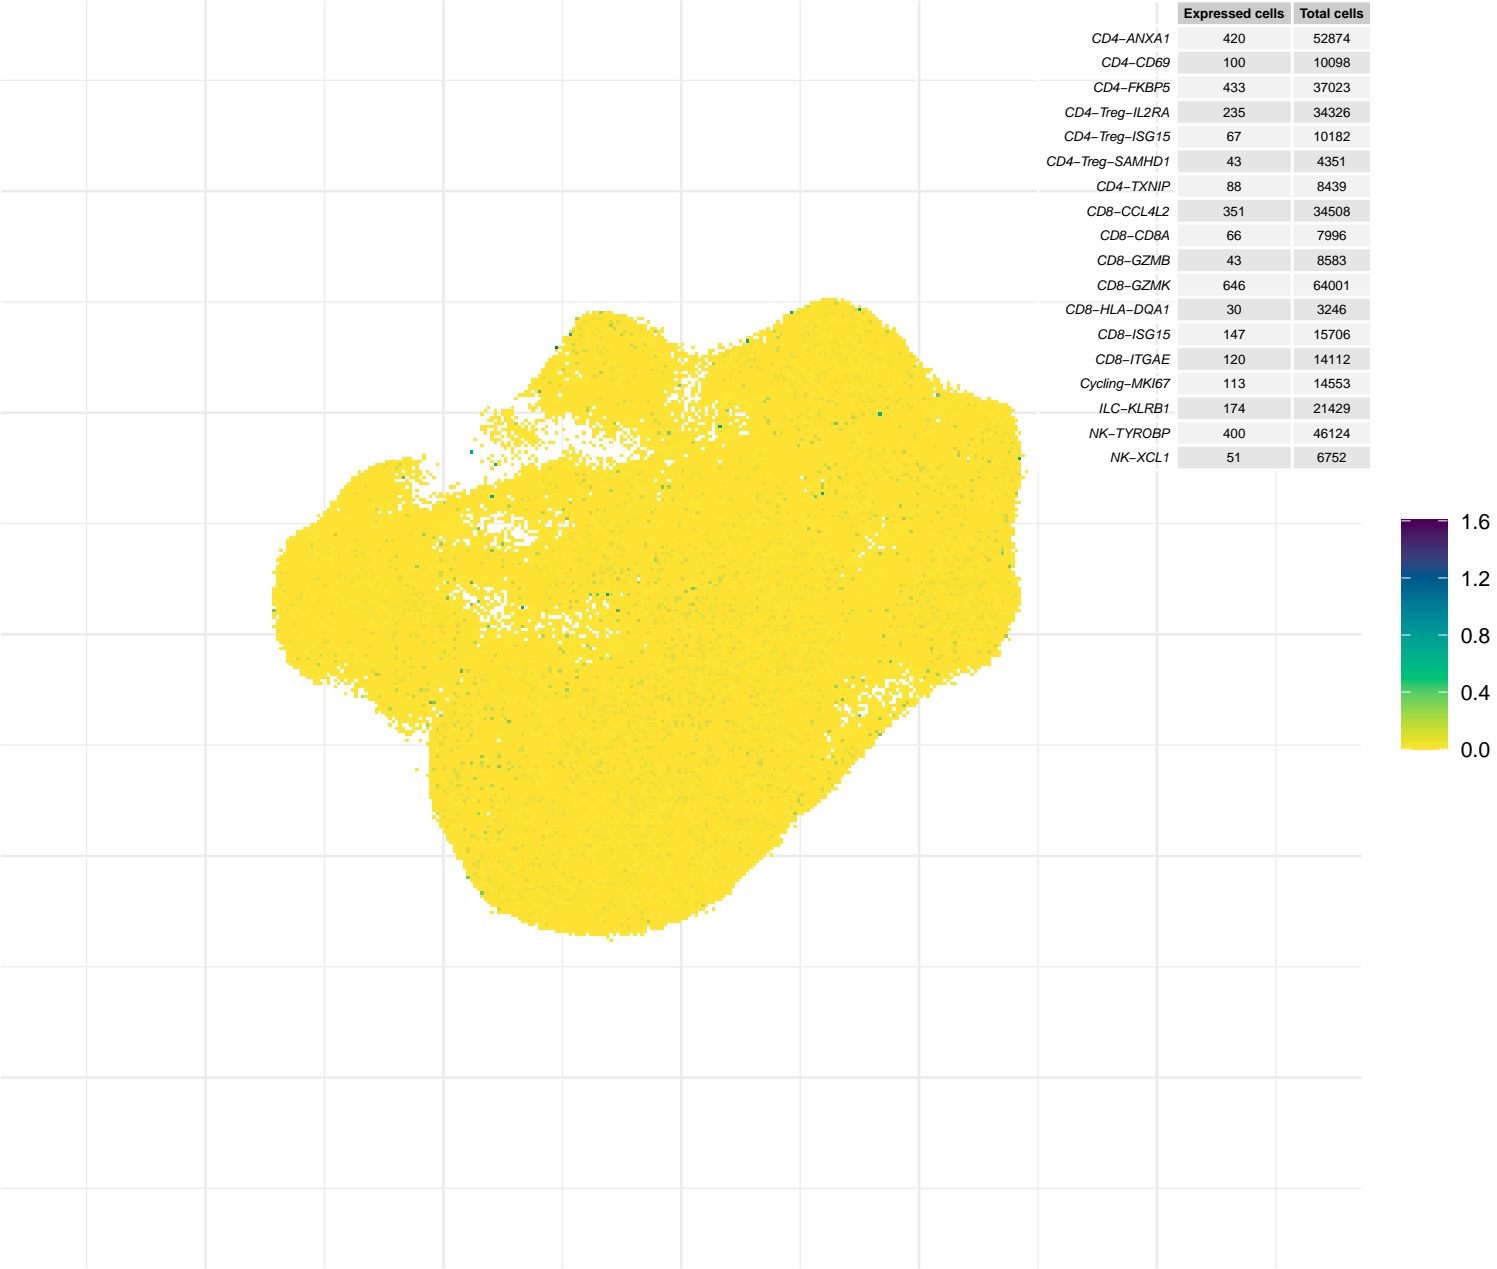 Expressed cells Total cells
CD4−ANXA1 420 52874
CD4−CD69 100 10098
CD4−FKBP5 433 37023
CD4−Treg−IL2RA 235 34326
CD4−Treg−ISG15 67 10182
CD4−Treg−SAMHD1 43 4351
CD4−TXNIP 88 8439
CD8−CCL4L2 351 34508
CD8−CD8A 66 7996
CD8−GZMB 43 8583
CD8−GZMK 646 64001
CD8−HLA−DQA1 30 3246
CD8−ISG15 147 15706
CD8−ITGAE 120 14112
Cycling−MKI67 113 14553
ILC−KLRB1 174 21429
NK−TYROBP 400 46124
NK−XCL1 51 6752
1.6
1.2
0.8
0.4
0.0